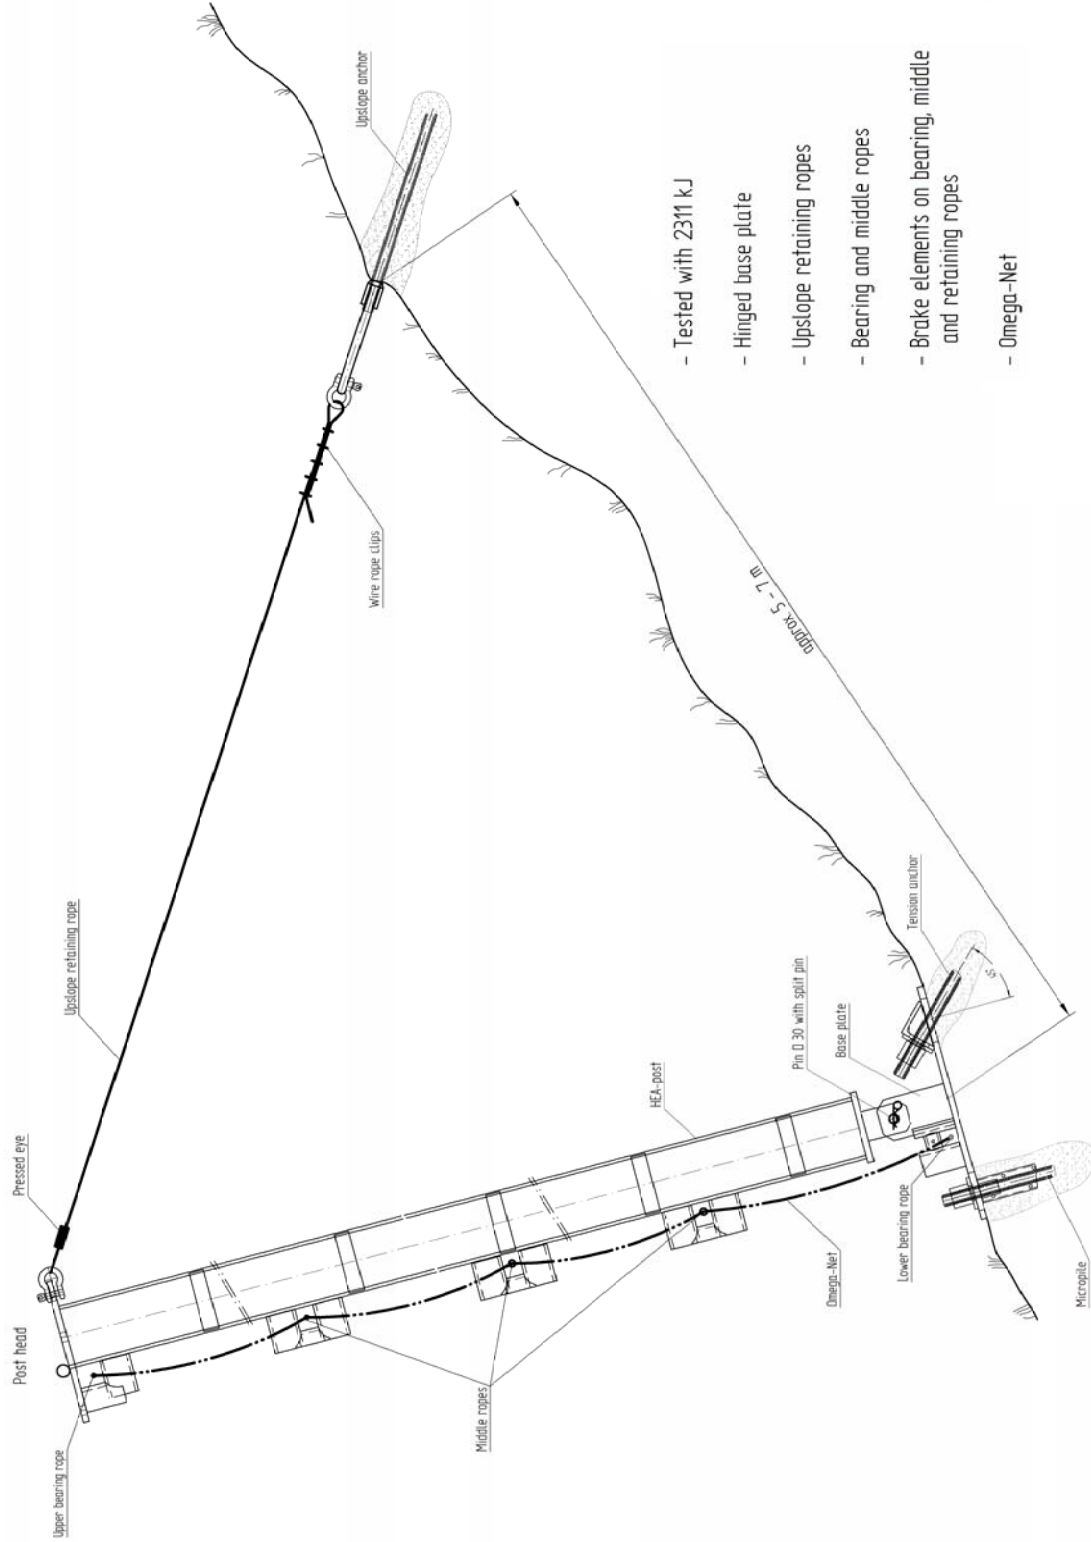 Post head
Pressed eye
Upslope retaining rope
Wire rope clips
Upslope anchor
Upper bearing rope
Middle ropes
HEA-post
Omega-Net
Pin D 30 with split pin
Base plate
Tension anchor
Lower bearing rope
Micropile
approx. 5 - 7 m
- Tested with 2311 kJ
- Hinged base plate
- Upslope retaining ropes
- Bearing and middle ropes
- Brake elements on bearing, middle
and retaining ropes
- Omega-Net